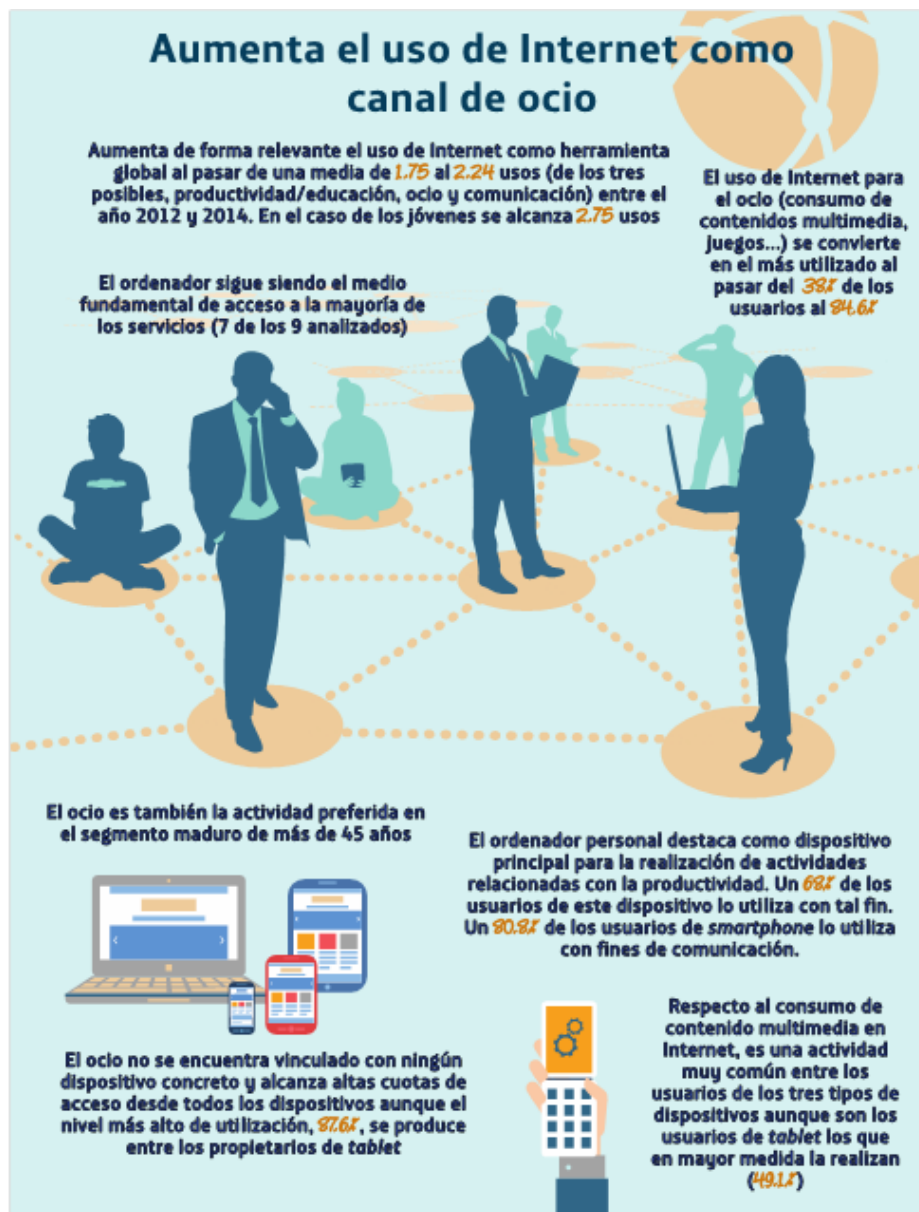 Aumenta el uso de Internet como
canal de ocio
Aumenta de forma relevante el uso de Internet como herramienta
global al pasar de una media de 1.75 al 2.24 usos (de los tres
posibles, productividad/educación, ocio y comunicación) entre el
año 2012 y 2014. En el caso de los jóvenes se alcanza 2.75 usos
El uso de Internet para
el ocio (consumo de
contenidos multimedia,
juegos...) se convierte
en el más utilizado al
pasar del 38% de los
usuarios al 84.6%
El ordenador sigue siendo el medio
fundamental de acceso a la mayoría de
los servicios (7 de los 9 analizados)
El ocio es también la actividad preferida en
el segmento maduro de más de 45 años
El ordenador personal destaca como dispositivo
principal para la realización de actividades
relacionadas con la productividad. Un 68% de los
usuarios de este dispositivo lo utiliza con tal fin.
Un 80.8% de los usuarios de smartphone lo utiliza
con fines de comunicación.
El ocio no se encuentra vinculado con ningún
dispositivo concreto y alcanza altas cuotas de
acceso desde todos los dispositivos aunque el
nivel más alto de utilización, 87.6%, se produce
entre los propietarios de tablet
Respecto al consumo de
contenido multimedia en
Internet, es una actividad
muy común entre los
usuarios de los tres tipos de
dispositivos aunque son los
usuarios de tablet los que
en mayor medida la realizan
(49.1%)